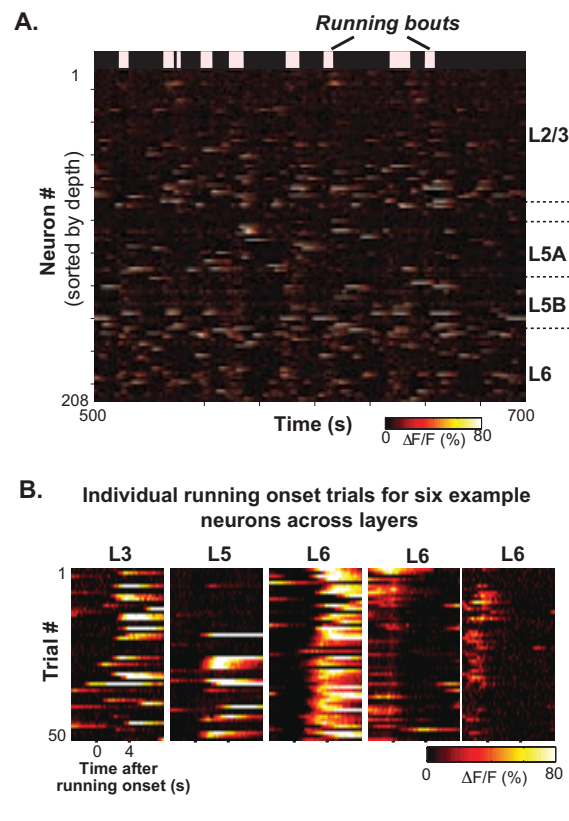 A.
Running bouts
1
Neuron #
(sorted by depth)
208
L2/3
L5A
L5B
L6
500
Time (s)
700
0
ΔF/F (%)
80
B.
Individual running onset trials for six example
neurons across layers
L3
L5
L6
L6
L6
1
Trial #
50
0 4
Time after
running onset (s)
0
ΔF/F (%)
80